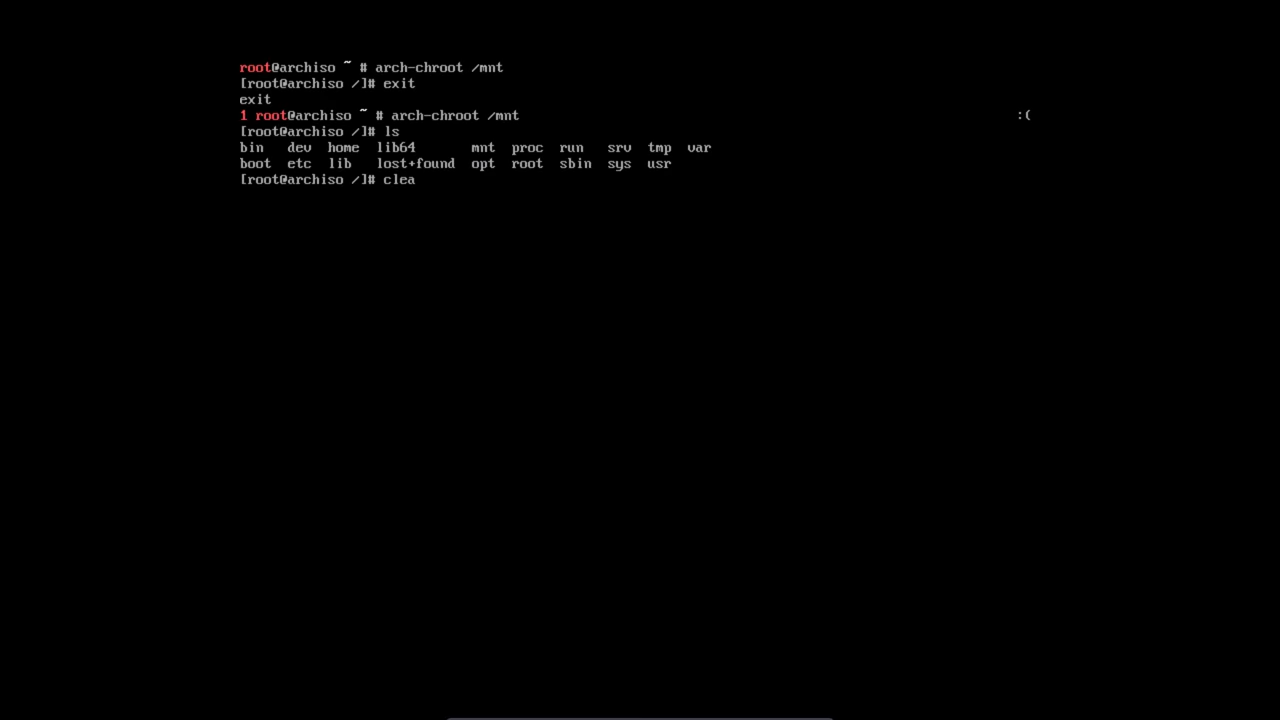 root@archiso ~ # arch-chroot /mnt
[root@archiso /]# exit
exit
1 root@archiso ~ # arch-chroot /mnt :(
[root@archiso /]# ls
bin dev home lib64 mnt proc run srv tmp var
boot etc lib lost+found opt root sbin sys usr
[root@archiso /]# clea